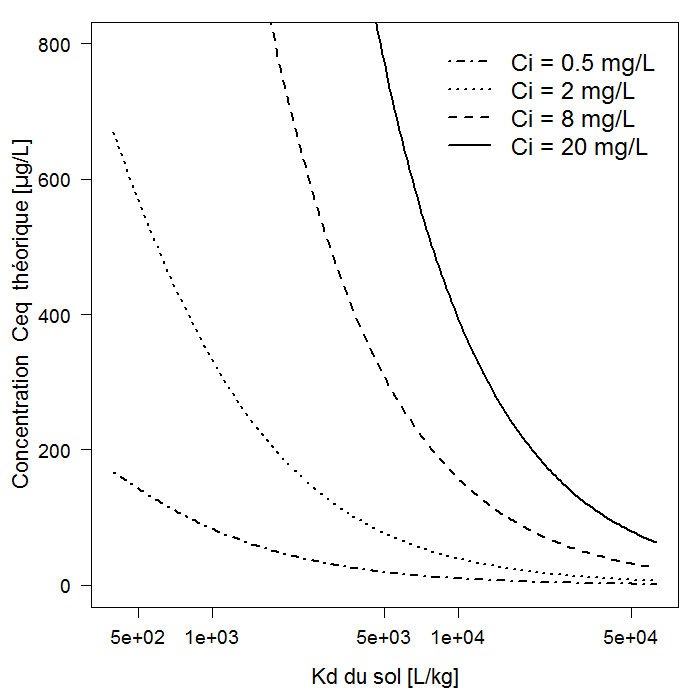 Concentration Ceq théorique [µg/L]
800
600
400
200
0
Ci = 0.5 mg/L
Ci = 2 mg/L
Ci = 8 mg/L
Ci = 20 mg/L
5e+02 1e+03 5e+03 1e+04 5e+04
Kd du sol [L/kg]